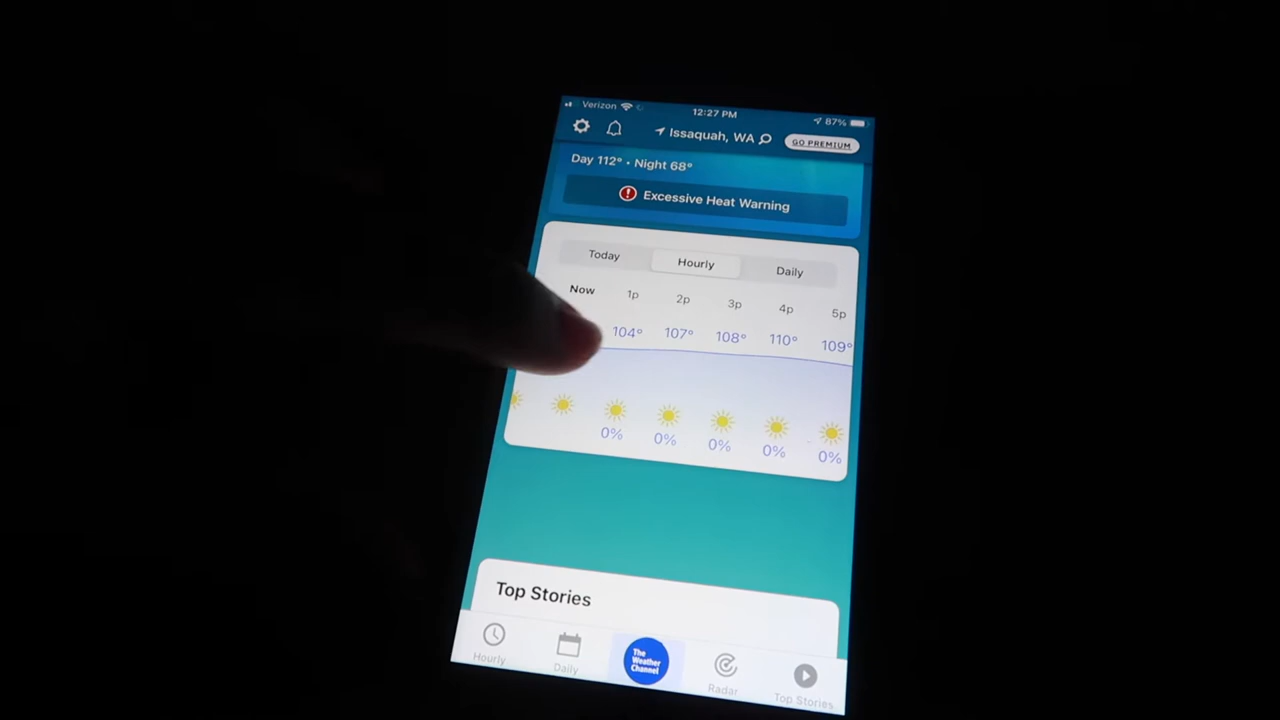 Verizon 12:27 PM 87%
Issaquah, WA GO PREMIUM
Day 112° • Night 68°
Excessive Heat Warning
Today Hourly Daily
Now 1p 2p 3p 4p 5p
104° 107° 108° 110° 109°
0% 0% 0% 0% 0%
Top Stories
The
Weather
Channel
Hourly Daily Radar Top Stories